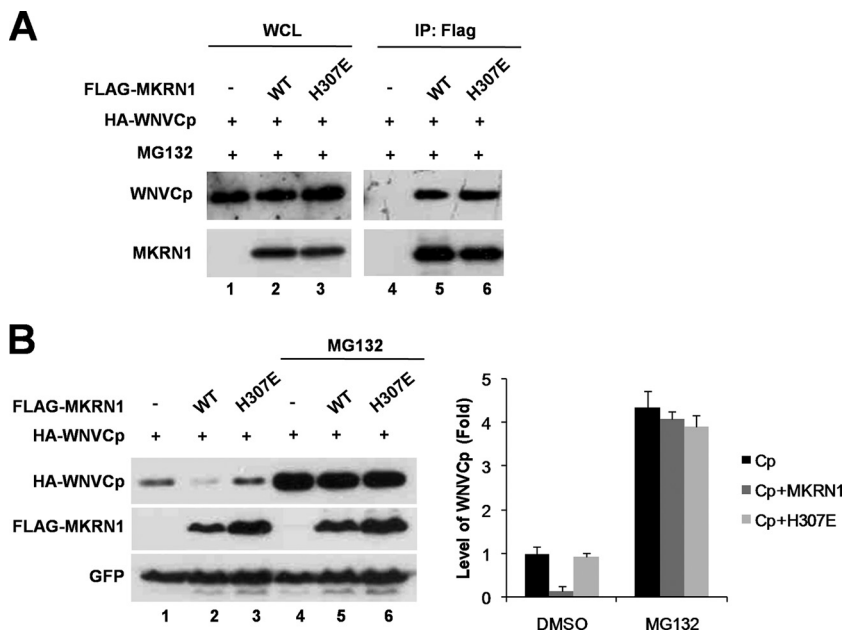 A
WCL IP: Flag
FLAG-MKRN1 - WT H307E - WT H307E
HA-WNVCp + + + + + +
MG132 + + + + + +
WNVCp
MKRN1
1 2 3 4 5 6
B
MG132
FLAG-MKRN1 - WT H307E - WT H307E
HA-WNVCp + + + + + +
HA-WNVCp
FLAG-MKRN1
GFP
1 2 3 4 5 6
Level of WNVCp (Fold)
5
4
3
2
1
0
DMSO MG132
Cp
Cp+MKRN1
Cp+H307E